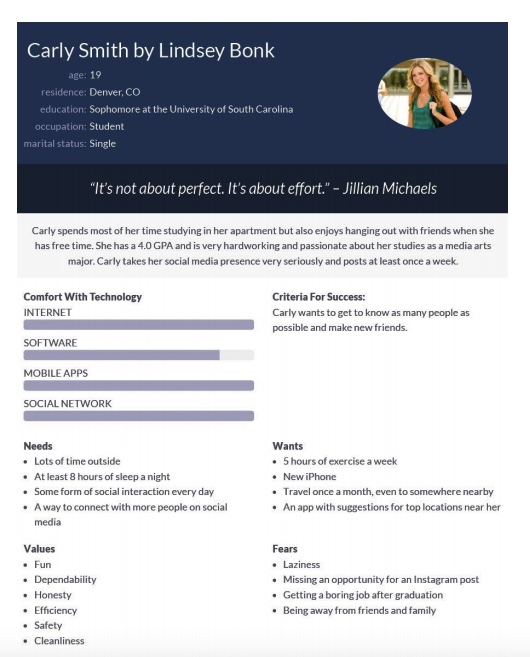 Carly Smith by Lindsey Bonk
age: 19
residence: Denver, CO
education: Sophomore at the University of South Carolina
occupation: Student
marital status: Single
“It’s not about perfect. It’s about effort.” – Jillian Michaels
Carly spends most of her time studying in her apartment but also enjoys hanging out with friends when she
has free time. She has a 4.0 GPA and is very hardworking and passionate about her studies as a media arts
major. Carly takes her social media presence very seriously and posts at least once a week.
Comfort With Technology
INTERNET
SOFTWARE
MOBILE APPS
SOCIAL NETWORK
Criteria For Success:
Carly wants to get to know as many people as
possible and make new friends.
Needs
• Lots of time outside
• At least 8 hours of sleep a night
• Some form of social interaction every day
• A way to connect with more people on social
media
Wants
• 5 hours of exercise a week
• New iPhone
• Travel once a month, even to somewhere nearby
• An app with suggestions for top locations near her
Values
• Fun
• Dependability
• Honesty
• Efficiency
• Safety
• Cleanliness
Fears
• Laziness
• Missing an opportunity for an Instagram post
• Getting a boring job after graduation
• Being away from friends and family